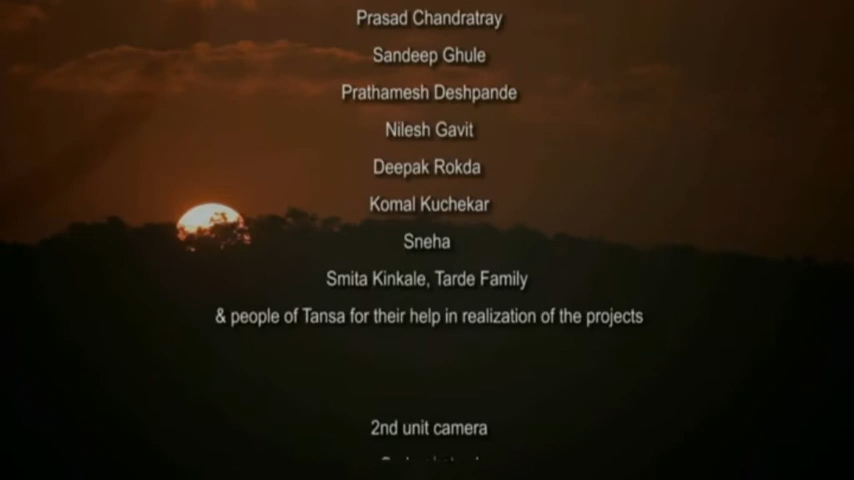 Prasad Chandratray
Sandeep Ghule
Prathamesh Deshpande
Nilesh Gavit
Deepak Rokda
Komal Kuchekar
Sneha
Smita Kinkale, Tarde Family
& people of Tansa for their help in realization of the projects
2nd unit camera